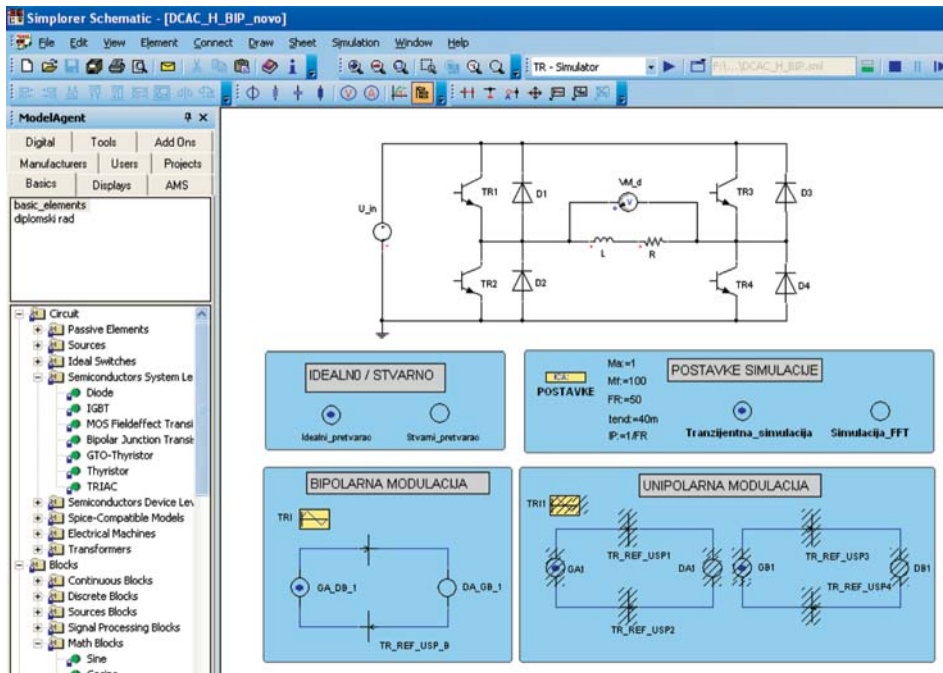 Simplorer Schematic - [DCAC_H_BIP_novo]
File Edit View Element Connect Draw Sheet Simulation Window Help
TR - Simulator
F:\...\DCAC_H_BIP.sml
ModelAgent
Digital Tools Add Ons
Manufacturers Users Projects
Basics Displays AMS
basic_elements
diplomski rad
Circuit
Passive Elements
Sources
Ideal Switches
Semiconductors System Le
Diode
IGBT
MOS Fieldeffect Transi
Bipolar Junction Transis
GTO-Thyristor
Thyristor
TRIAC
Semiconductors Device Lev
Spice-Compatible Models
Electrical Machines
Transformers
Blocks
Continuous Blocks
Discrete Blocks
Sources Blocks
Signal Processing Blocks
Math Blocks
Sine
U_in
TR1
D1
VM_d
V
TR3
D3
L
R
TR2
D2
TR4
D4
IDEALNO / STVARNO
Idealni_pretvarac
Stvarni_pretvarac
ICA:
POSTAVKE
Ma:=1
Mf:=100
FR:=50
tend:=40m
IP:=1/FR
POSTAVKE SIMULACIJE
Tranzijentna_simulacija
Simulacija_FFT
BIPOLARNA MODULACIJA
TRI
GA_DB_1
DA_GB_1
TR_REF_USP_B
UNIPOLARNA MODULACIJA
TRI1
TR_REF_USP1
TR_REF_USP3
GA1
DA1
GB1
DB1
TR_REF_USP4
TR_REF_USP2